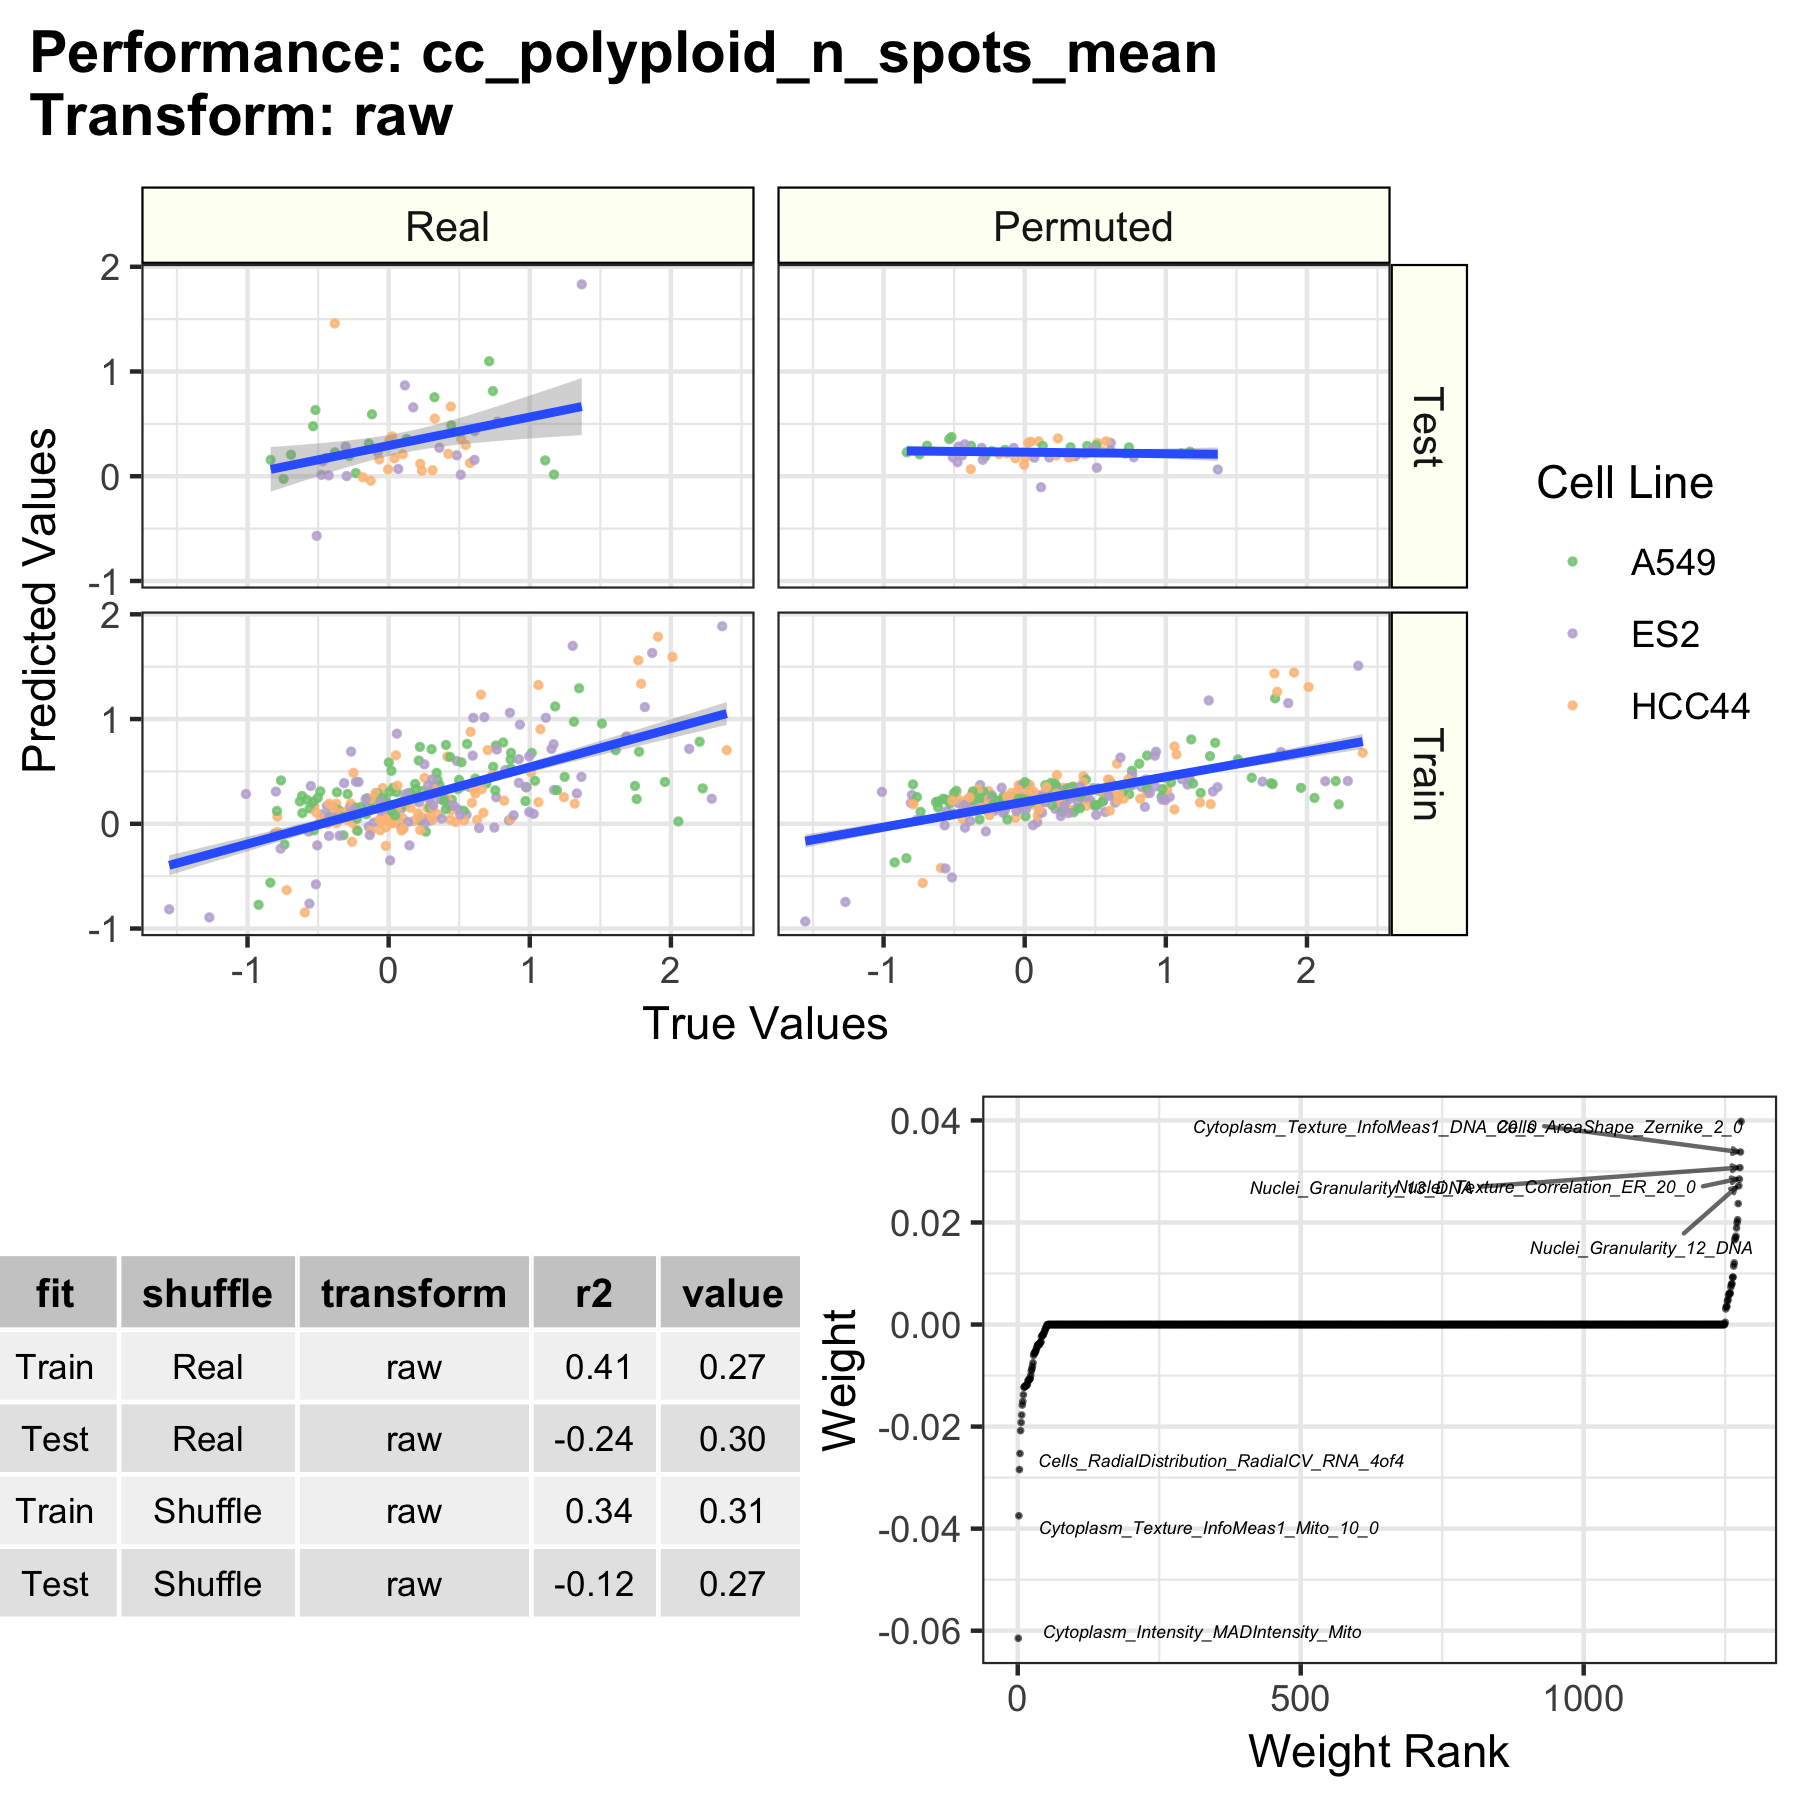 Performance: cc_polyploid_n_spots_mean
Transform: raw
Real
Permuted
2
1
0
-1
Test
2
1
0
-1
Train
Predicted Values
-1 0 1 2
-1 0 1 2
True Values
Cell Line
A549
ES2
HCC44
fit shuffle transform r2 value
Train Real raw 0.41 0.27
Test Real raw -0.24 0.30
Train Shuffle raw 0.34 0.31
Test Shuffle raw -0.12 0.27
Weight
0.04
0.02
0.00
-0.02
-0.04
-0.06
Cytoplasm_Texture_InfoMeas1_DNA_20_0
Cells_AreaShape_Zernike_2_0
Nuclei_Granularity_13_DNA
Nuclei_Texture_Correlation_ER_20_0
Nuclei_Granularity_12_DNA
Cells_RadialDistribution_RadialCV_RNA_4of4
Cytoplasm_Texture_InfoMeas1_Mito_10_0
Cytoplasm_Intensity_MADIntensity_Mito
0 500 1000
Weight Rank